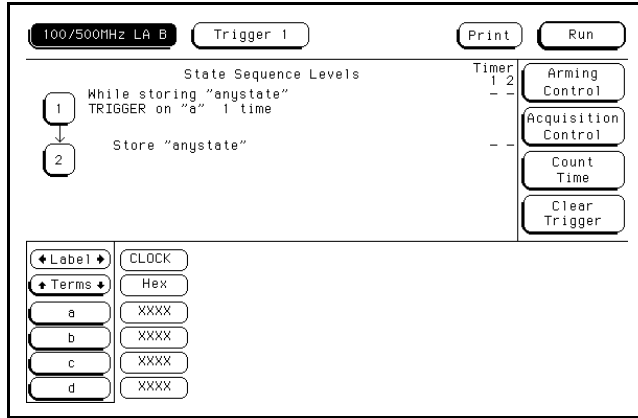 100/500MHz LA B
Trigger 1
Print
Run
State Sequence Levels
Timer
1 2
While storing "anystate"
TRIGGER on "a" 1 time
- -
1
Store "anystate"
- -
2
Arming
Control
Acquisition
Control
Count
Time
Clear
Trigger
Label
CLOCK
Terms
Hex
a
XXXX
b
XXXX
c
XXXX
d
XXXX